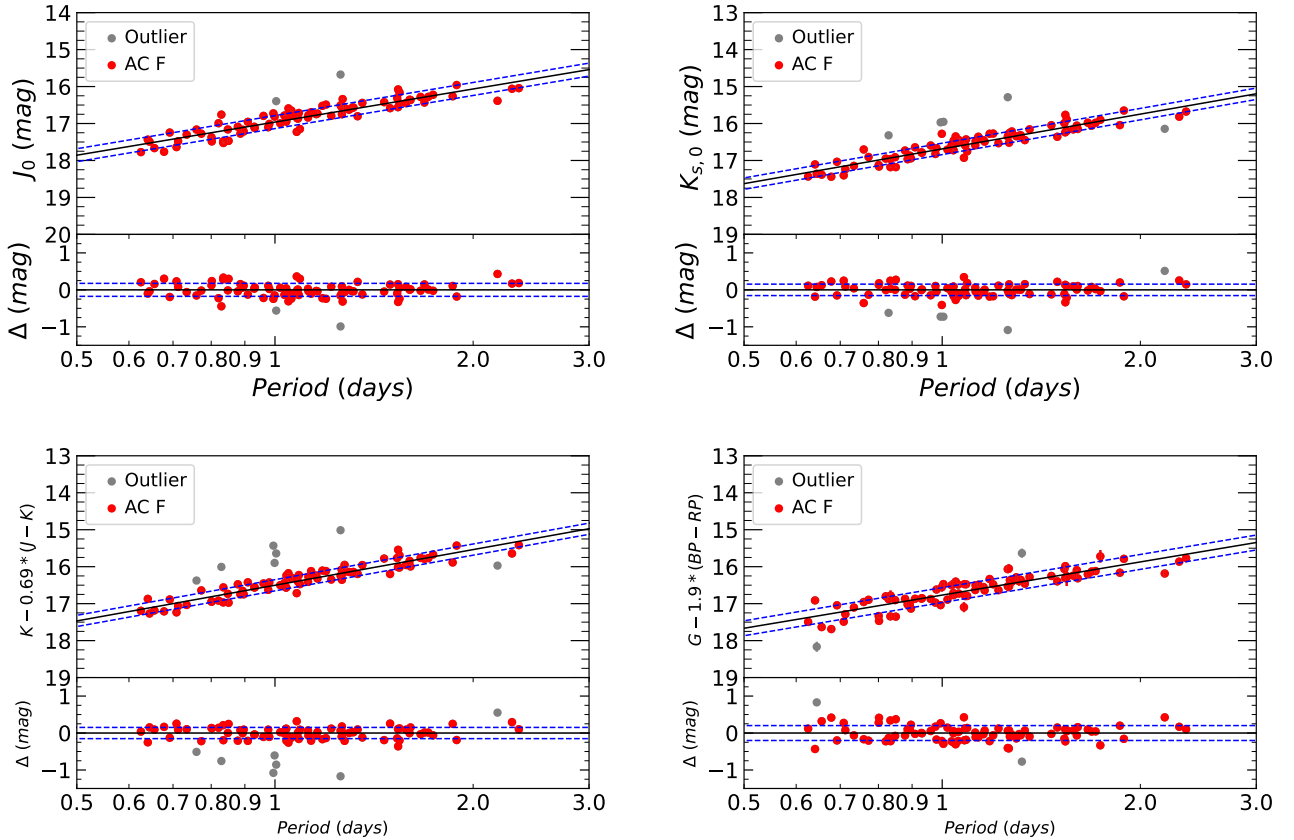 14
15
16
17
18
19
20
J₀ (mag)
Outlier
AC F
1
0
−1
Δ (mag)
0.5 0.6 0.7 0.8 0.9 1 2.0 3.0
Period (days)
13
14
15
16
17
18
19
K_{s,0} (mag)
Outlier
AC F
1
0
−1
Δ (mag)
0.5 0.6 0.7 0.8 0.9 1 2.0 3.0
Period (days)
13
14
15
16
17
18
19
K − 0.69 * (J − K)
Outlier
AC F
1
0
−1
Δ (mag)
0.5 0.6 0.7 0.8 0.9 1 2.0 3.0
Period (days)
13
14
15
16
17
18
19
G − 1.9 * (BP − RP)
Outlier
AC F
1
0
−1
Δ (mag)
0.5 0.6 0.7 0.8 0.9 1 2.0 3.0
Period (days)